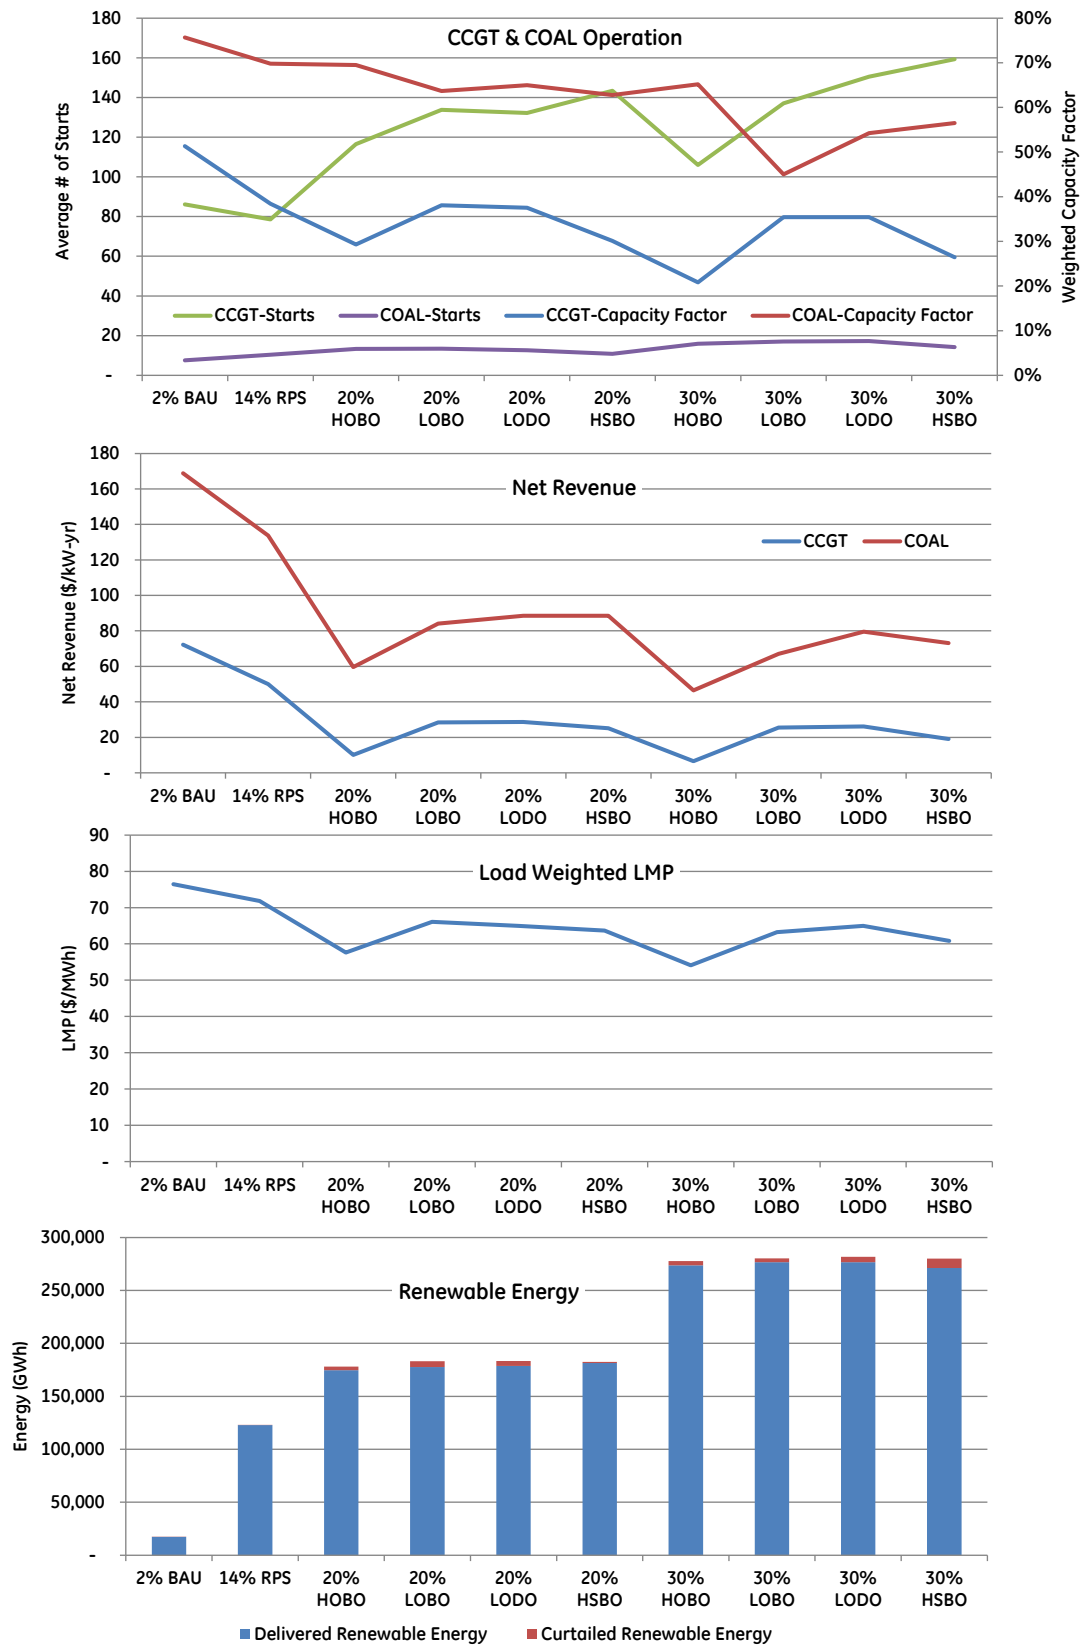 CCGT & COAL Operation
Average # of Starts
Weighted Capacity Factor
180
160
140
120
100
80
60
40
20
-
80%
70%
60%
50%
40%
30%
20%
10%
0%
CCGT-Starts COAL-Starts CCGT-Capacity Factor COAL-Capacity Factor
2% BAU 14% RPS 20% 20% 20% 20% 30% 30% 30% 30%
HOBO LOBO LODO HSBO HOBO LOBO LODO HSBO
Net Revenue
Net Revenue ($/kW-yr)
180
160
140
120
100
80
60
40
20
-
CCGT COAL
2% BAU 14% RPS 20% 20% 20% 20% 30% 30% 30% 30%
HOBO LOBO LODO HSBO HOBO LOBO LODO HSBO
Load Weighted LMP
LMP ($/MWh)
90
80
70
60
50
40
30
20
10
-
2% BAU 14% RPS 20% 20% 20% 20% 30% 30% 30% 30%
HOBO LOBO LODO HSBO HOBO LOBO LODO HSBO
Renewable Energy
Energy (GWh)
300,000
250,000
200,000
150,000
100,000
50,000
-
2% BAU 14% RPS 20% 20% 20% 20% 30% 30% 30% 30%
HOBO LOBO LODO HSBO HOBO LOBO LODO HSBO
Delivered Renewable Energy Curtailed Renewable Energy